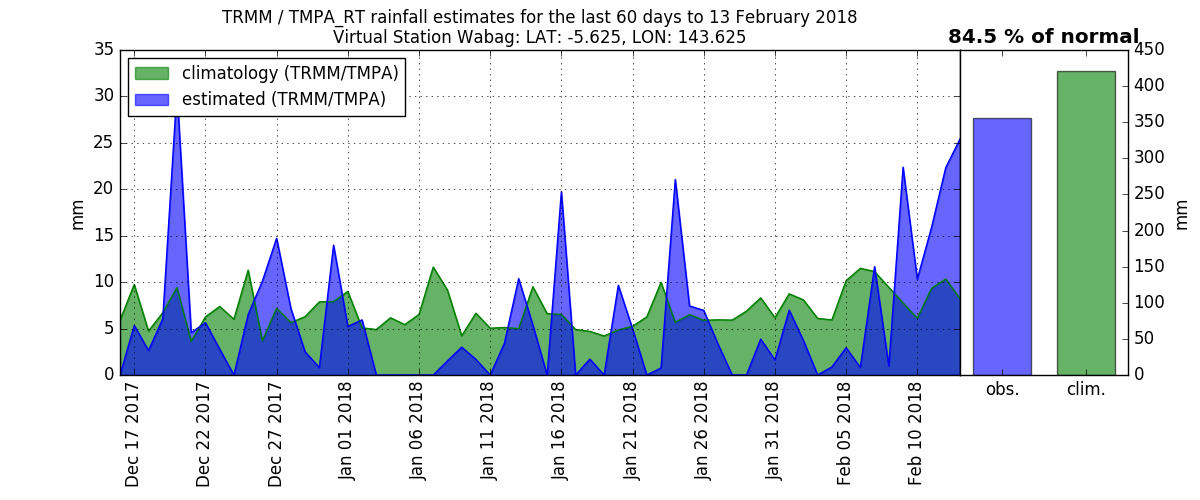 TRMM / TMPA_RT rainfall estimates for the last 60 days to 13 February 2018
Virtual Station Wabag: LAT: -5.625, LON: 143.625
84.5 % of normal
climatology (TRMM/TMPA)
estimated (TRMM/TMPA)
35
30
25
20
15
10
5
0
mm
Dec 17 2017
Dec 22 2017
Dec 27 2017
Jan 01 2018
Jan 06 2018
Jan 11 2018
Jan 16 2018
Jan 21 2018
Jan 26 2018
Jan 31 2018
Feb 05 2018
Feb 10 2018
obs.
clim.
450
400
350
300
250
200
150
100
50
0
mm